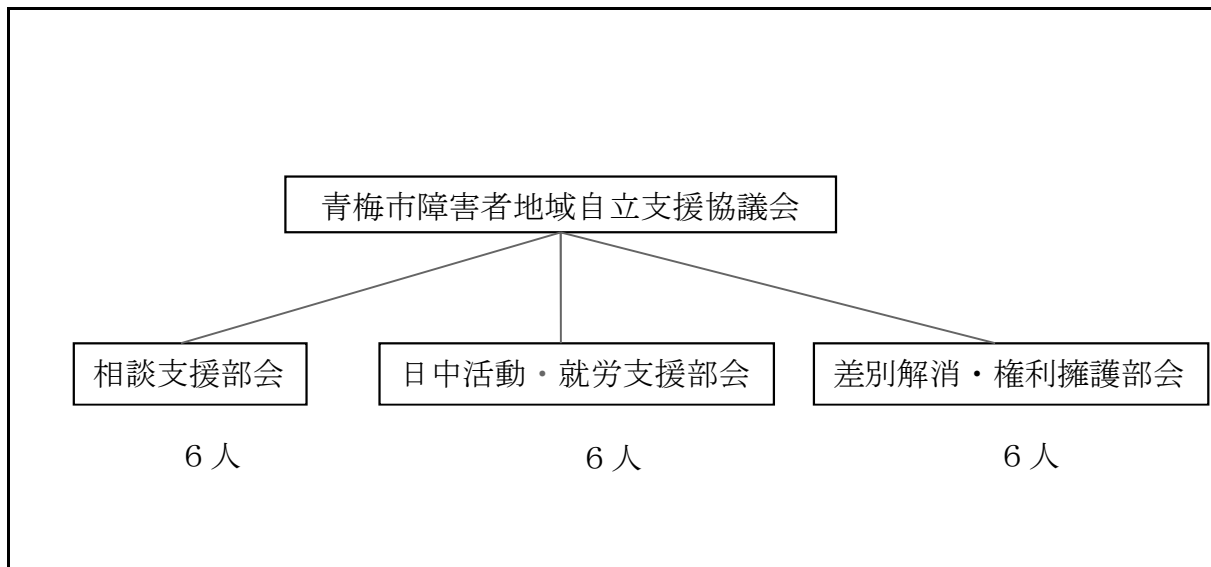 青梅市障害者地域自立支援協議会
相談支援部会
日中活動・就労支援部会
差別解消・権利擁護部会
６人
６人
６人